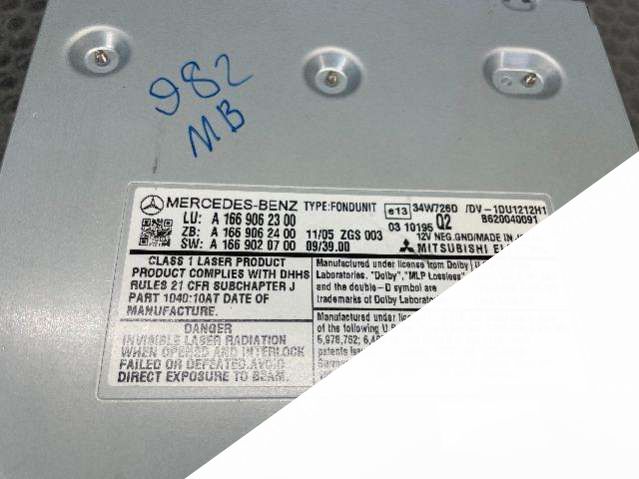 982
MB
MERCEDES-BENZ TYPE:FONDUNIT
LU: A 166 906 23 00
ZB: A 166 906 24 00 11/05 ZGS 003
SW: A 166 902 07 00 09/39.00
e13 34W726D /DV-1DU1212H1
03 10195 Q2 B620040091
12V NEG.GND/MADE IN
MITSUBISHI
CLASS 1 LASER PRODUCT
PRODUCT COMPLIES WITH DHHS
RULES 21 CFR SUBCHAPTER J
PART 1040:10AT DATE OF
MANUFACTURE.
Manufactured under license from Dolby
Laboratories. "Dolby", "MLP Lossless"
and the double-D symbol are
trademarks of Dolby
DANGER
INVISIBLE LASER RADIATION
WHEN OPENED AND INTERLOCK
FAILED OR DEFEATED.AVOID
DIRECT EXPOSURE TO BEAM.
Manufactured under
of the following U.
5,978,762;
patents